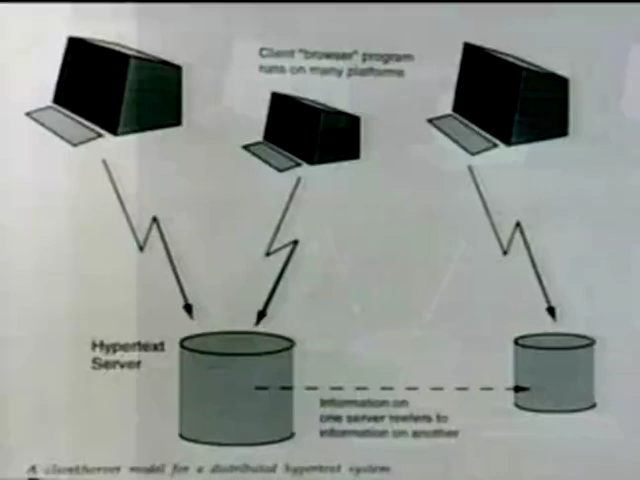 Client "browser" program
runs on many platforms
Hypertext
Server
Information on
one server reefers to
information on another
A client/server model for a distributed hypertext system